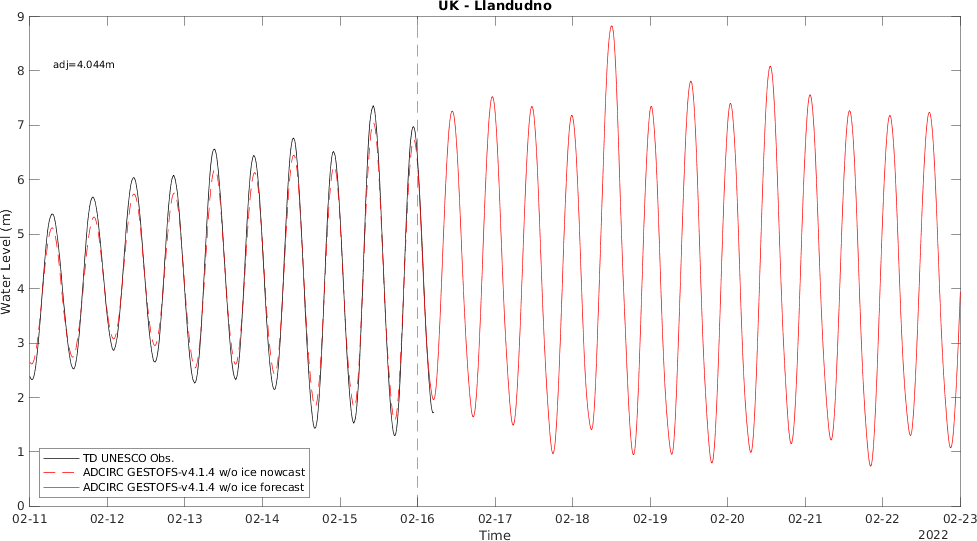 UK - Llandudno
9
8
7
6
5
4
3
2
1
0
adj=4.044m
Water Level (m)
TD UNESCO Obs.
ADCIRC GESTOFS-v4.1.4 w/o ice nowcast
ADCIRC GESTOFS-v4.1.4 w/o ice forecast
02-11 02-12 02-13 02-14 02-15 02-16 02-17 02-18 02-19 02-20 02-21 02-22 02-23
Time
2022